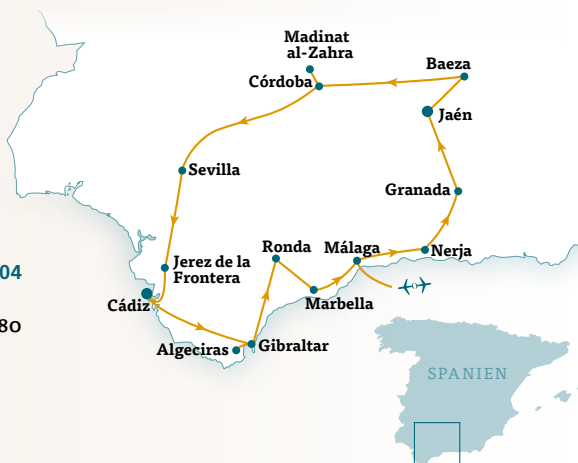 Madinat
al-Zahra
Baeza
Córdoba
Jaén
Sevilla
Granada
Ronda
Málaga
Nerja
Jerez de la
Frontera
04
Cádiz
Marbella
80
Algeciras
Gibraltar
SPANIEN